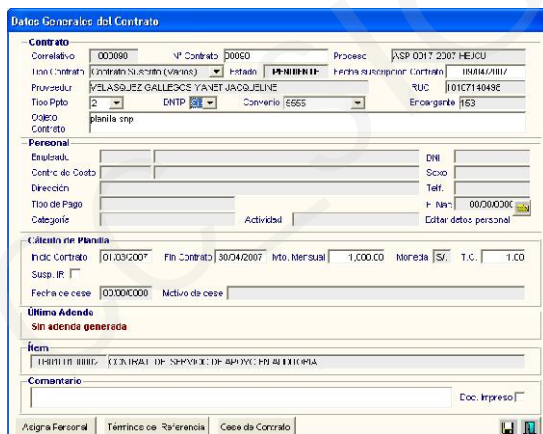 Datos Generales del Contrato
Contrato
Correlativo 000090 Nº Contrato 00090 Proceso ASP 0017 2007 HEJCU
Tipo Contrato Contrato Suscrito (Varios) Estado PENDIENTE Fecha suscripcion Contrato 09/04/2007
Proveedor VELASQUEZ GALLEGOS YANET JACQUELINE RUC 10107140496
Tipo Ppto 2 DNTP Convenio 5555 Encargante 153
Objeto planilla snp
Contrato
Personal
Empleado DNI
Centro de Costo Sexo
Dirección Telf.
Tipo de Pago F. Nac. 00/00/0000
Categoría Actividad Editar datos personal
Cálculo de Planilla
Inicio Contrato 01/03/2007 Fin Contrato 30/04/2007 Mto. Mensual 1,000.00 Moneda S/. T.C. 1.00
Susp. IR
Fecha de cese 00/00/0000 Motivo de cese
Última Adenda
Sin adenda generada
Ítem
CONTRAT. DE SERVICIO DE APOYO EN AUDITORIA
Comentario
Doc. Impreso
Asigna Personal Términos de Referencia Cese de Contrato